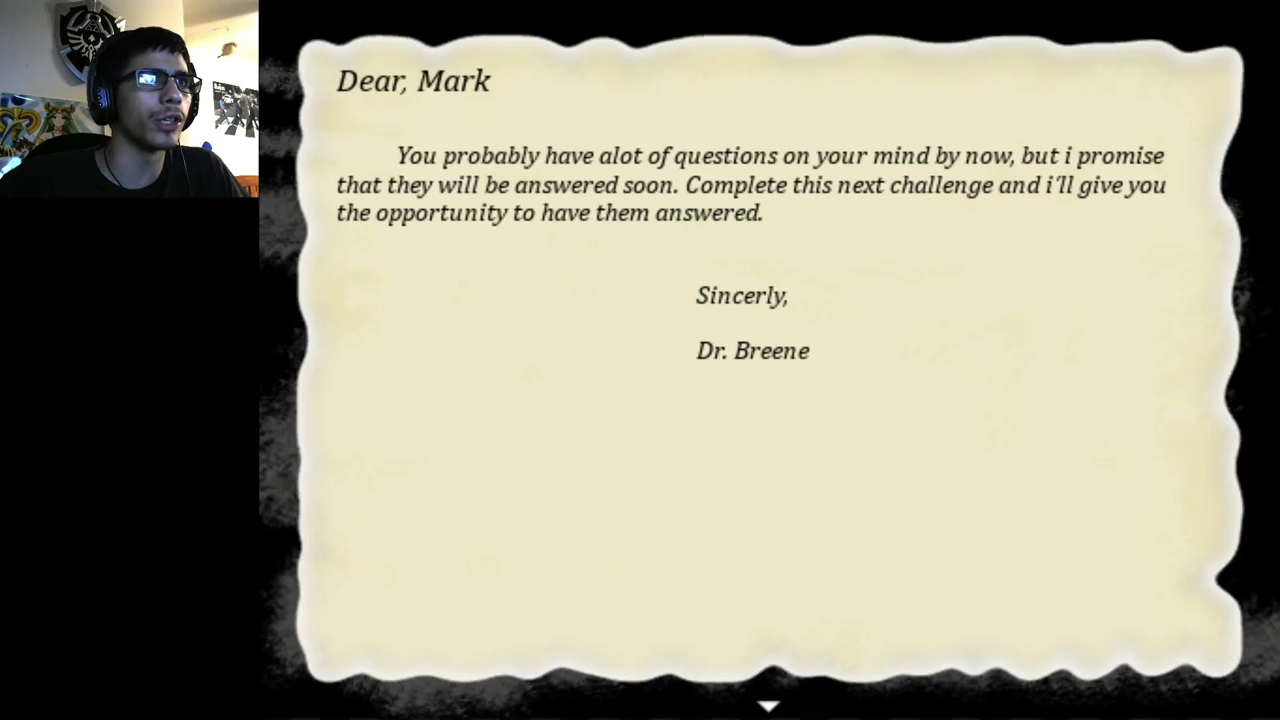 Dear, Mark
You probably have alot of questions on your mind by now, but i promise
that they will be answered soon. Complete this next challenge and i'll give you
the opportunity to have them answered.
Sincerly,
Dr. Breene